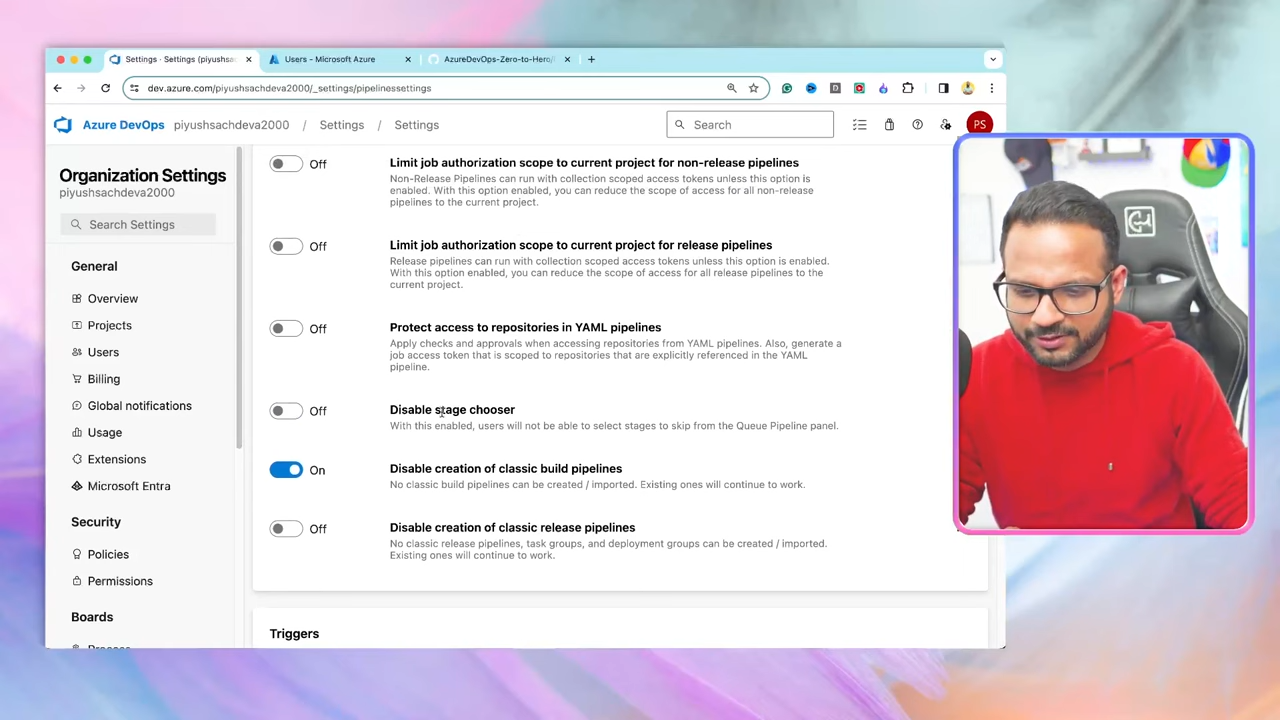 Settings - Settings (piyushsa
Users - Microsoft Azure
AzureDevOps-Zero-to-Hero/
dev.azure.com/piyushsachdeva2000/_settings/pipelinessettings
Azure DevOps piyushsachdeva2000 / Settings / Settings
Search
PS
Organization Settings
piyushsachdeva2000
Search Settings
General
Overview
Projects
Users
Billing
Global notifications
Usage
Extensions
Microsoft Entra
Security
Policies
Permissions
Boards
Process
Off
Limit job authorization scope to current project for non-release pipelines
Non-Release Pipelines can run with collection scoped access tokens unless this option is
enabled. With this option enabled, you can reduce the scope of access for all non-release
pipelines to the current project.
Off
Limit job authorization scope to current project for release pipelines
Release pipelines can run with collection scoped access tokens unless this option is enabled.
With this option enabled, you can reduce the scope of access for all release pipelines to the
current project.
Off
Protect access to repositories in YAML pipelines
Apply checks and approvals when accessing repositories from YAML pipelines. Also, generate a
job access token that is scoped to repositories that are explicitly referenced in the YAML
pipeline.
Off
Disable stage chooser
With this enabled, users will not be able to select stages to skip from the Queue Pipeline panel.
On
Disable creation of classic build pipelines
No classic build pipelines can be created / imported. Existing ones will continue to work.
Off
Disable creation of classic release pipelines
No classic release pipelines, task groups, and deployment groups can be created / imported.
Existing ones will continue to work.
Triggers